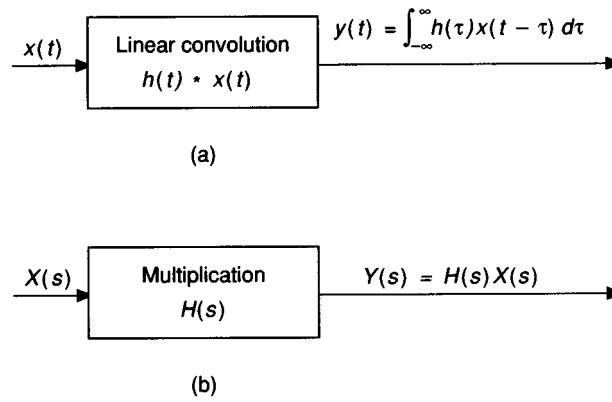 x(t)
Linear convolution
h(t) * x(t)
y(t) = ∫_{-∞}^{∞} h(τ)x(t − τ) dτ
(a)
X(s)
Multiplication
H(s)
Y(s) = H(s)X(s)
(b)